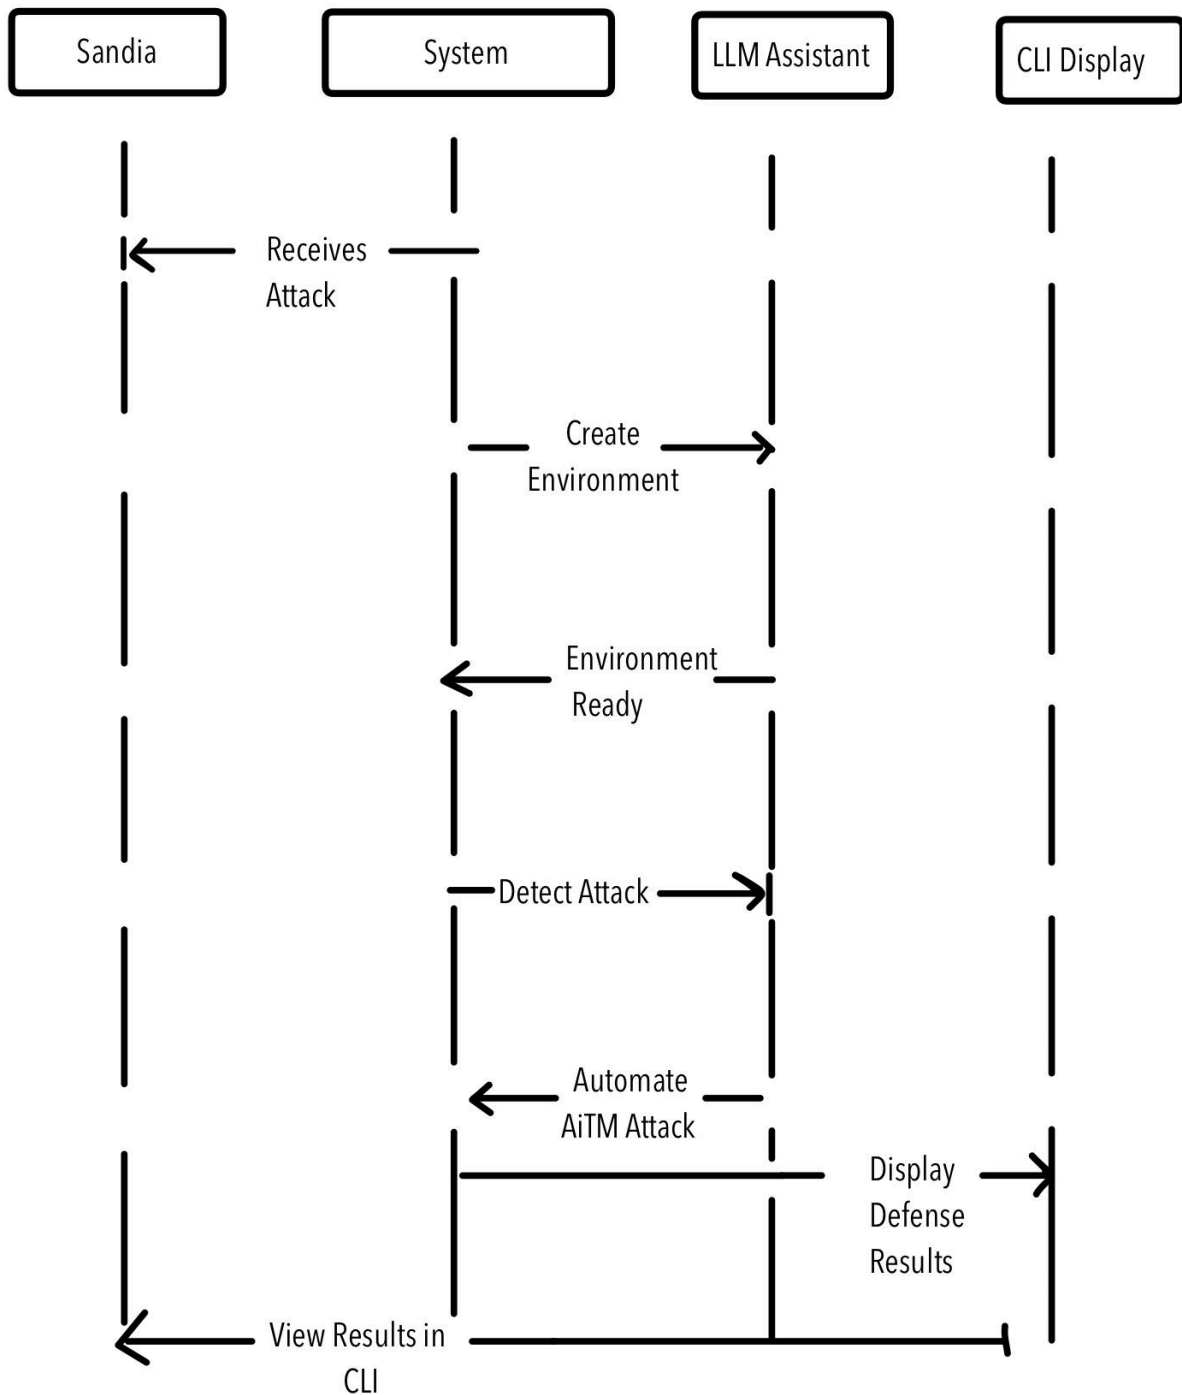 Sandia
System
LLM Assistant
CLI Display
Receives
Attack
Create
Environment
Environment
Ready
Detect Attack
Automate
AiTM Attack
Display
Defense
Results
View Results in
CLI